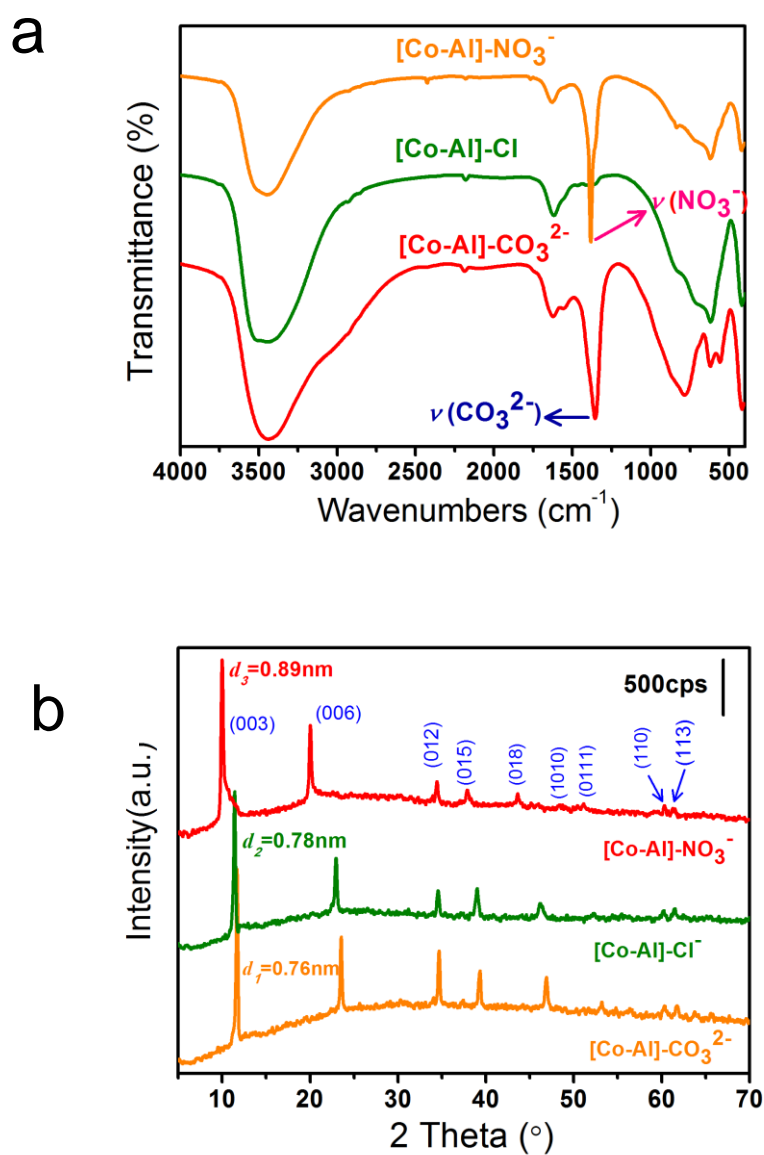 a
[Co-Al]-NO₃⁻
[Co-Al]-Cl
ν(NO₃⁻)
[Co-Al]-CO₃²⁻
ν(CO₃²⁻)
Transmittance (%)
4000 3500 3000 2500 2000 1500 1000 500
Wavenumbers (cm⁻¹)
b
d₃=0.89nm
500cps
(003)
(006)
(012)
(015)
(018)
(1010)
(0111)
(110)
(113)
[Co-Al]-NO₃⁻
d₂=0.78nm
[Co-Al]-Cl⁻
d₁=0.76nm
[Co-Al]-CO₃²⁻
Intensity(a.u.)
10 20 30 40 50 60 70
2 Theta (°)